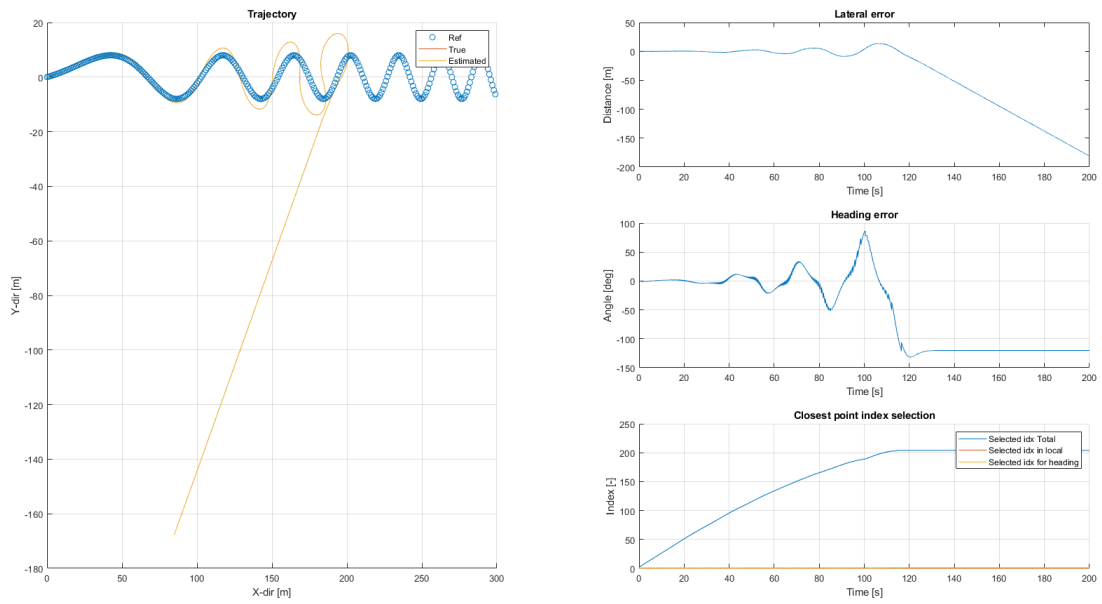 Trajectory
Ref
True
Estimated
20
0
-20
-40
-60
-80
-100
-120
-140
-160
-180
Y-dir [m]
0 50 100 150 200 250 300
X-dir [m]
Lateral error
50
0
-50
-100
-150
-200
Distance [m]
0 20 40 60 80 100 120 140 160 180 200
Time [s]
Heading error
100
50
0
-50
-100
-150
Angle [deg]
0 20 40 60 80 100 120 140 160 180 200
Time [s]
Closest point index selection
Selected idx Total
Selected idx in local
Selected idx for heading
250
200
150
100
50
0
Index [-]
0 20 40 60 80 100 120 140 160 180 200
Time [s]